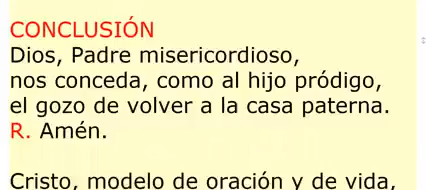 CONCLUSIÓN
Dios, Padre misericordioso,
nos conceda, como al hijo pródigo,
el gozo de volver a la casa paterna.
R. Amén.
Cristo, modelo de oración y de vida,